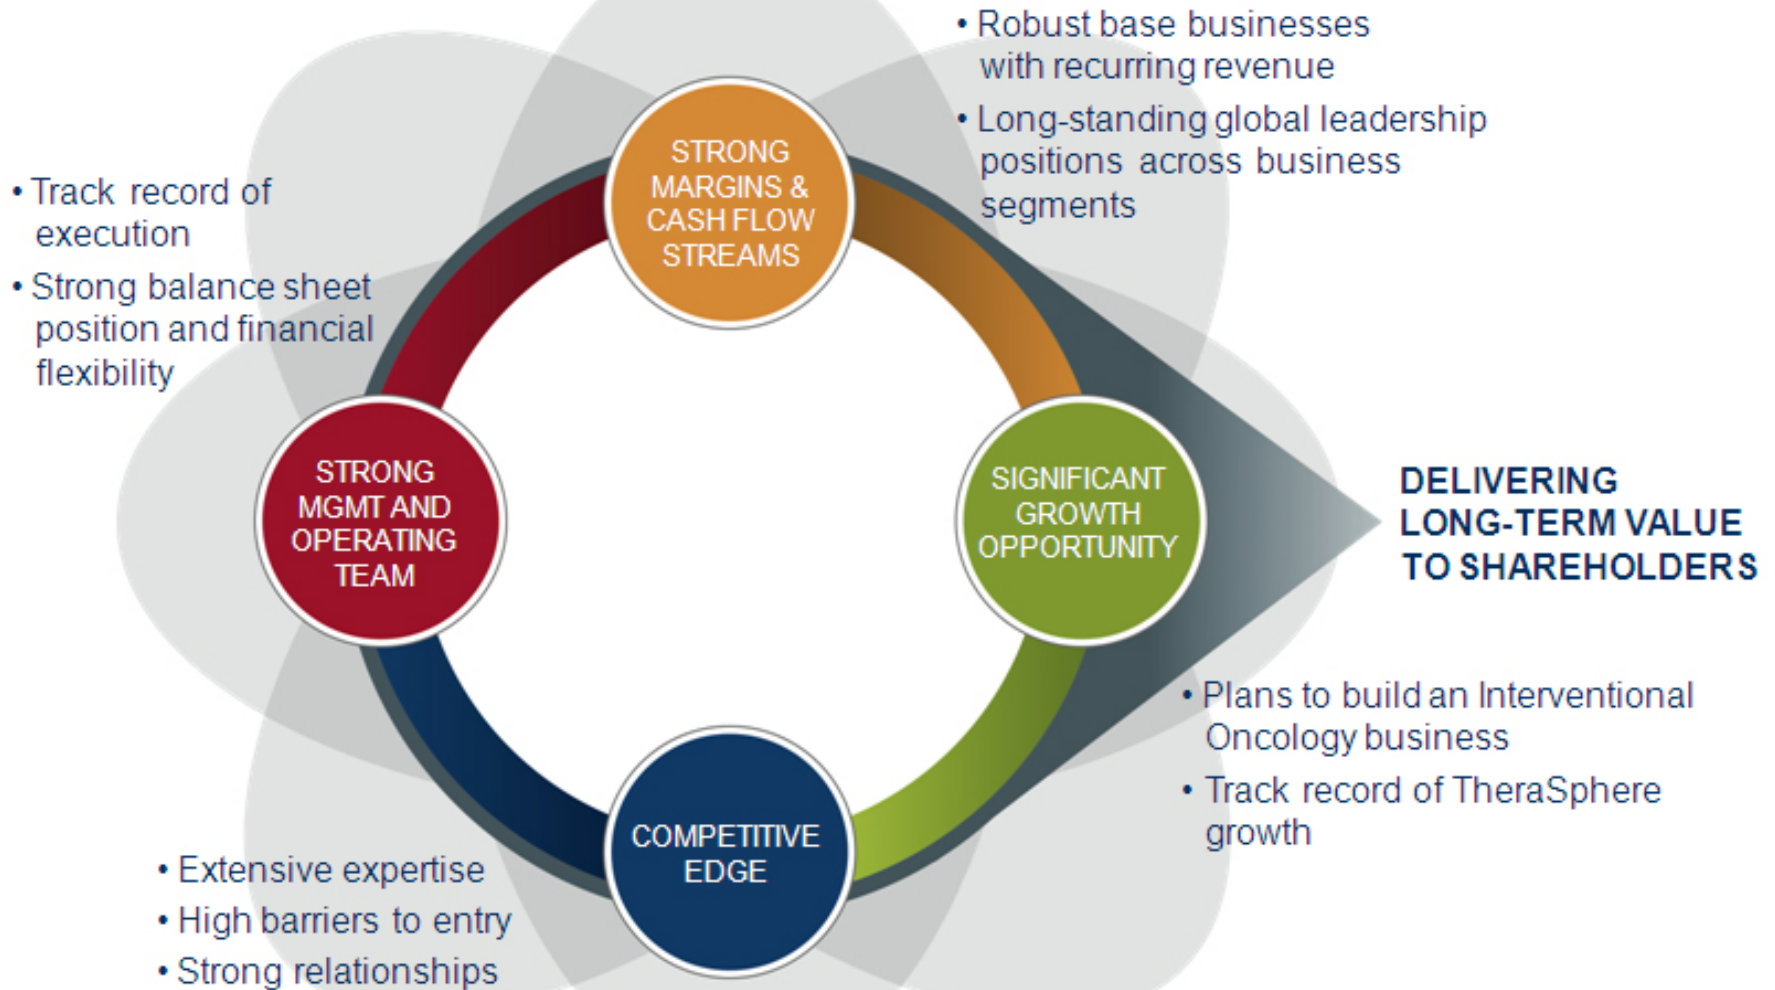 • Robust base businesses
with recurring revenue
• Long-standing global leadership
positions across business
segments
STRONG
MARGINS &
CASH FLOW
STREAMS
• Track record of
execution
• Strong balance sheet
position and financial
flexibility
STRONG
MGMT AND
OPERATING
TEAM
SIGNIFICANT
GROWTH
OPPORTUNITY
DELIVERING
LONG-TERM VALUE
TO SHAREHOLDERS
• Plans to build an Interventional
Oncology business
• Track record of TheraSphere
growth
COMPETITIVE
EDGE
• Extensive expertise
• High barriers to entry
• Strong relationships